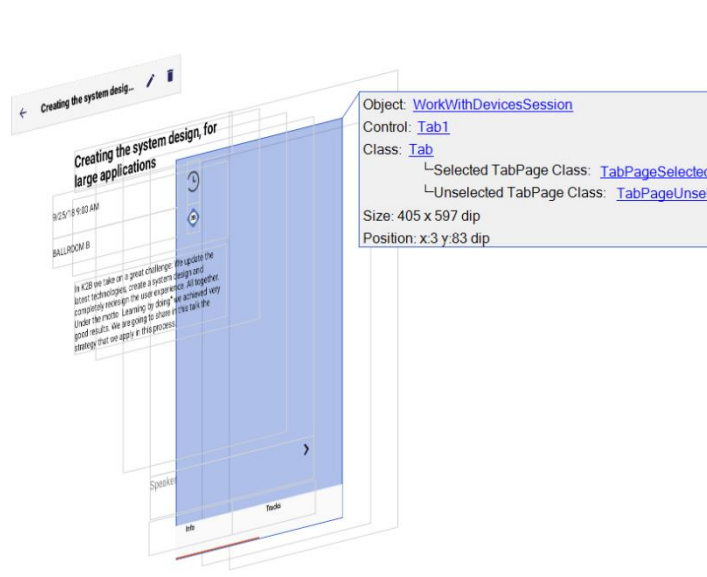 Creating the system desig...
Creating the system design, for
large applications
9/25/18 9:00 AM
BALLROOM B
In K2B we take on a great challenge: We update the
latest technologies, create a system design and
completely redesign the user experience. All together.
Under the motto "Learning by doing" we achieved very
good results. We are going to share in this talk the
strategy that we apply in this process.
Speaker
Info
Tracks
Object: WorkWithDevicesSession
Control: Tab1
Class: Tab
Selected TabPage Class: TabPageSelected
Unselected TabPage Class: TabPageUnsel
Size: 405 x 597 dip
Position: x:3 y:83 dip